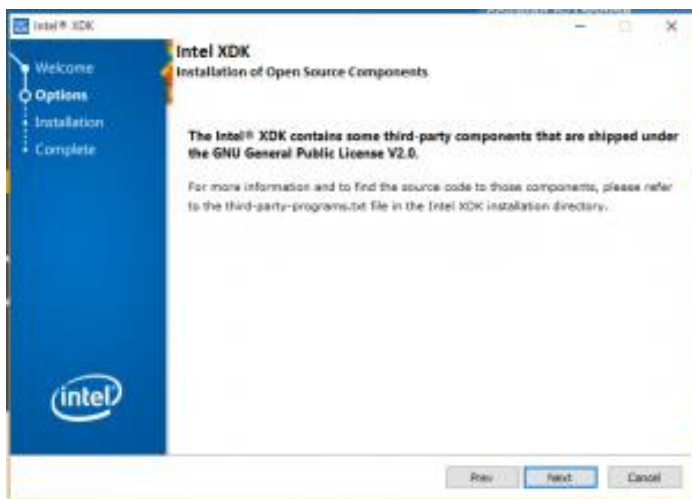 Intel® XDK
Intel XDK
Installation of Open Source Components
Welcome
Options
Installation
Complete
The Intel® XDK contains some third-party components that are shipped under
the GNU General Public License V2.0.
For more information and to find the source code to those components, please refer
to the third-party-programs.txt file in the Intel XDK installation directory.
intel
Prev
Next
Cancel